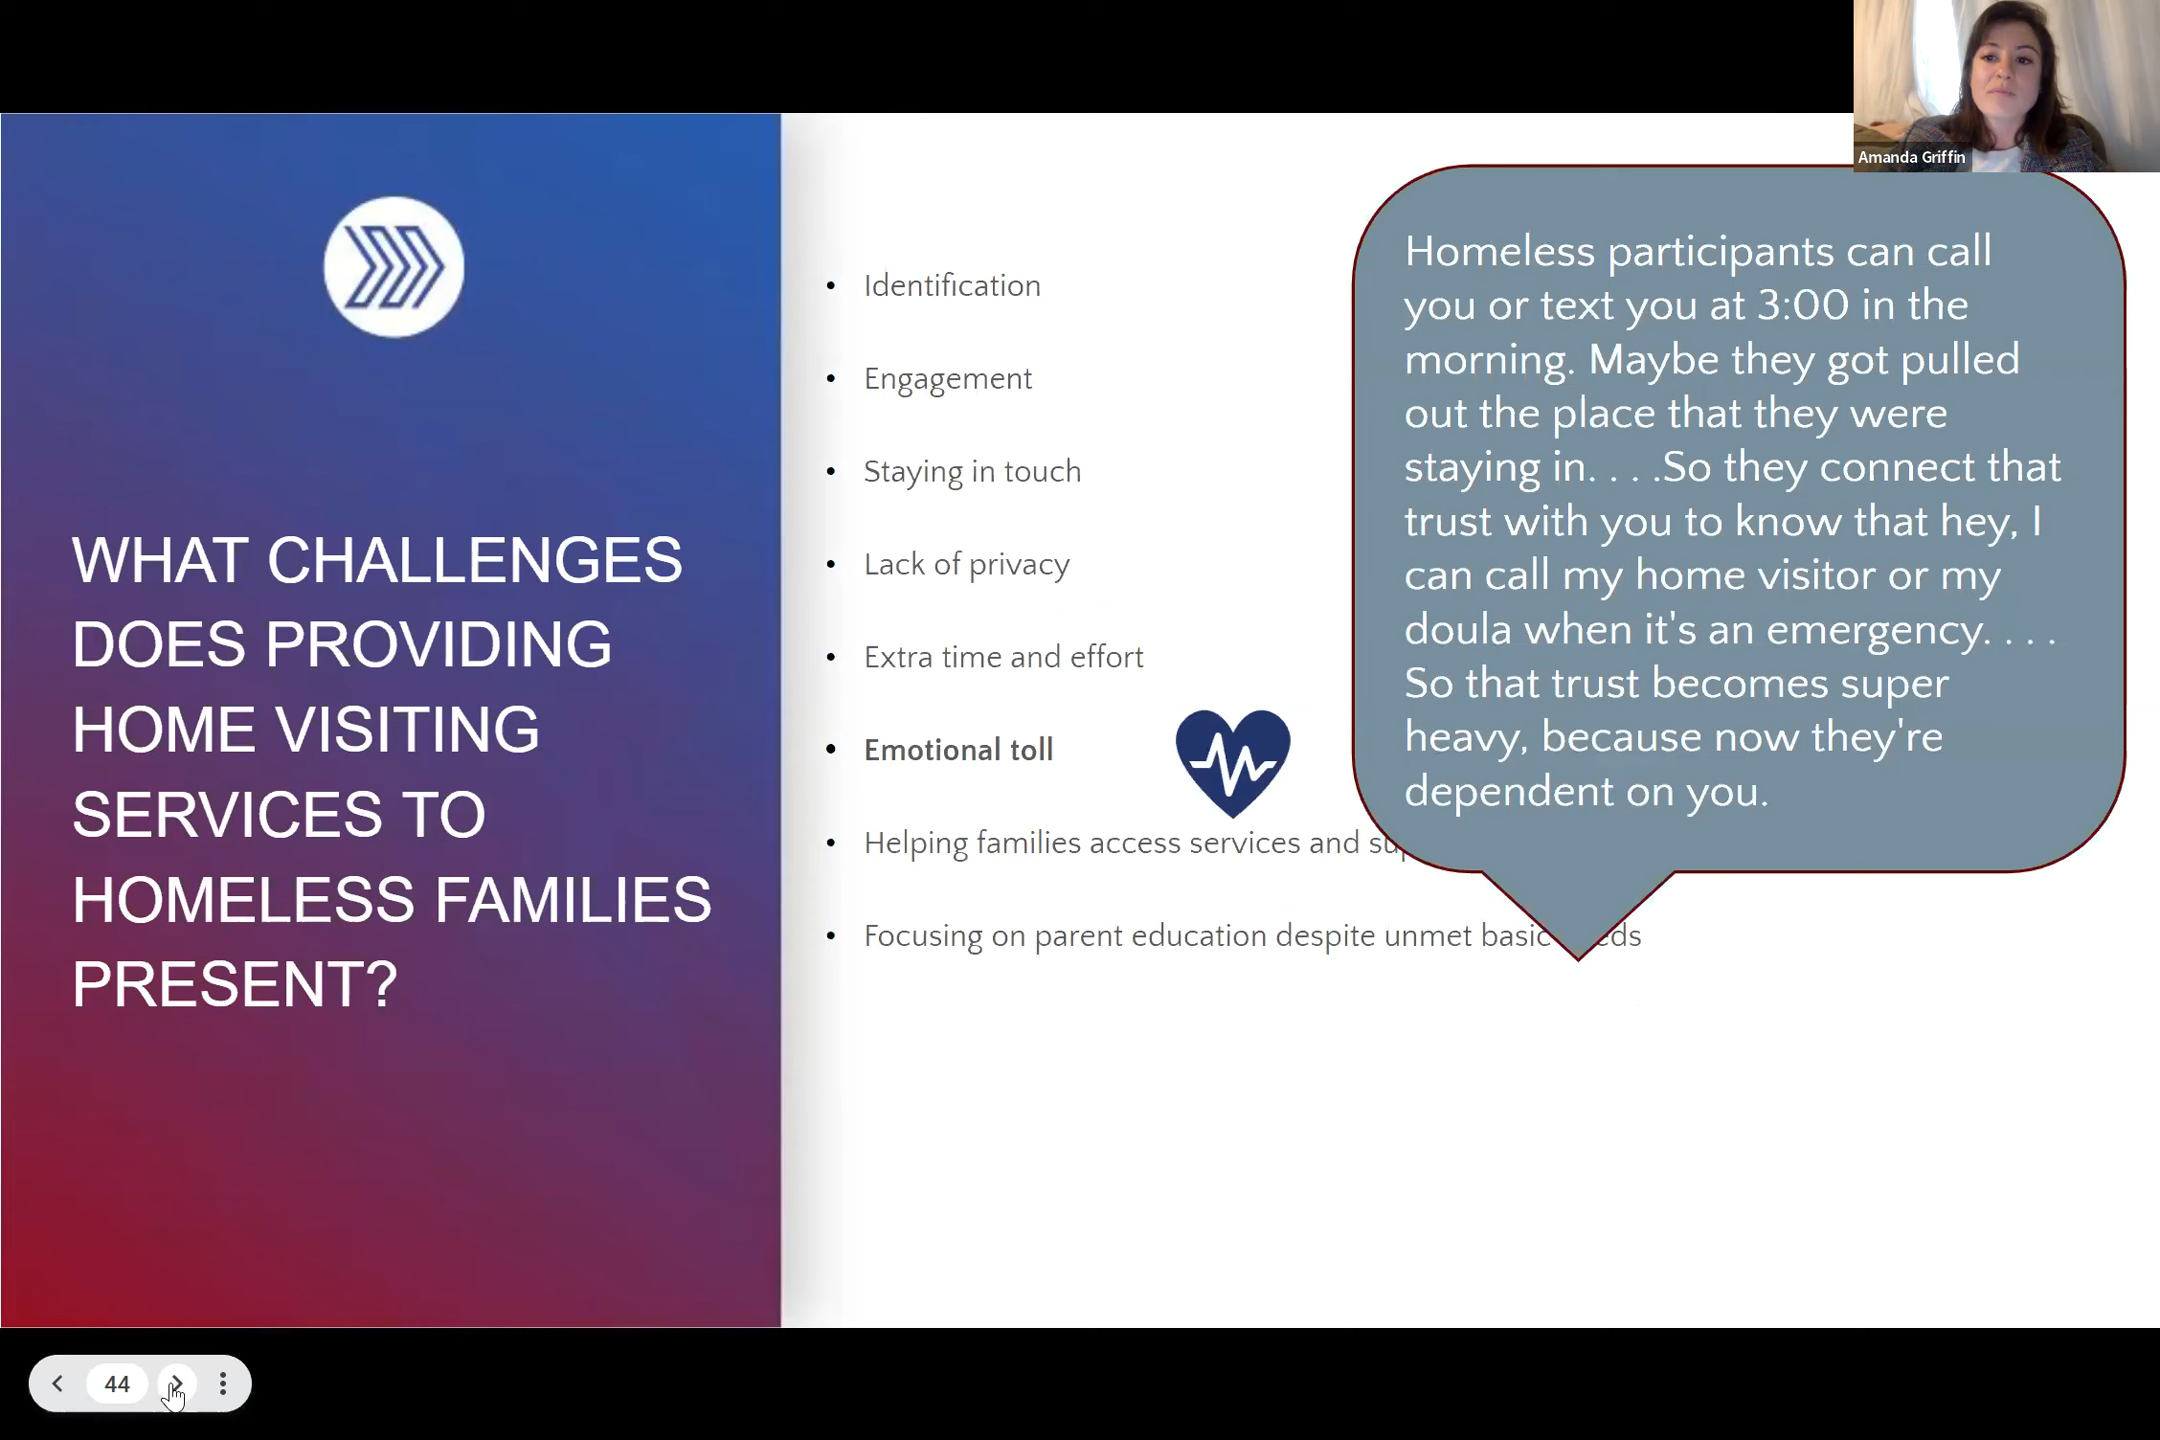 Amanda Griffin
WHAT CHALLENGES
DOES PROVIDING
HOME VISITING
SERVICES TO
HOMELESS FAMILIES
PRESENT?
• Identification
• Engagement
• Staying in touch
• Lack of privacy
• Extra time and effort
• Emotional toll
• Helping families access services and
• Focusing on parent education despite unmet basic
Homeless participants can call
you or text you at 3:00 in the
morning. Maybe they got pulled
out the place that they were
staying in. . . .So they connect that
trust with you to know that hey, I
can call my home visitor or my
doula when it's an emergency. . . .
So that trust becomes super
heavy, because now they're
dependent on you.
44